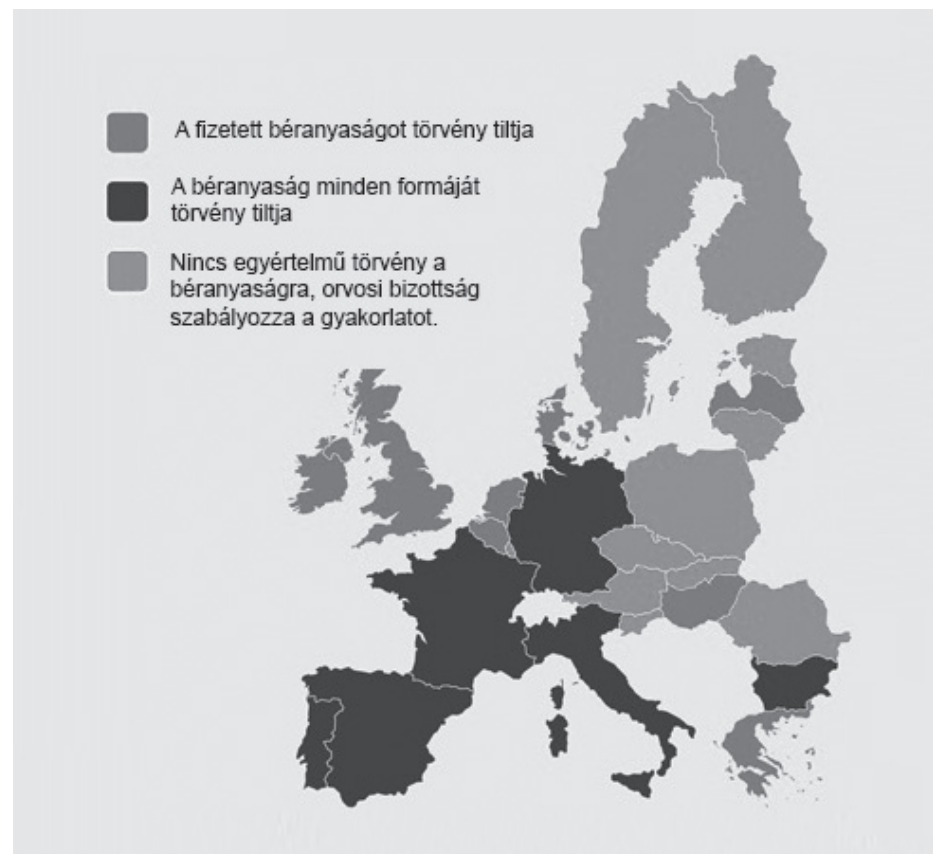 A fizetett béranyaságot törvény tiltja
A béranyaság minden formáját
törvény tiltja
Nincs egyértelmű törvény a
béranyaságra, orvosi bizottság
szabályozza a gyakorlatot.